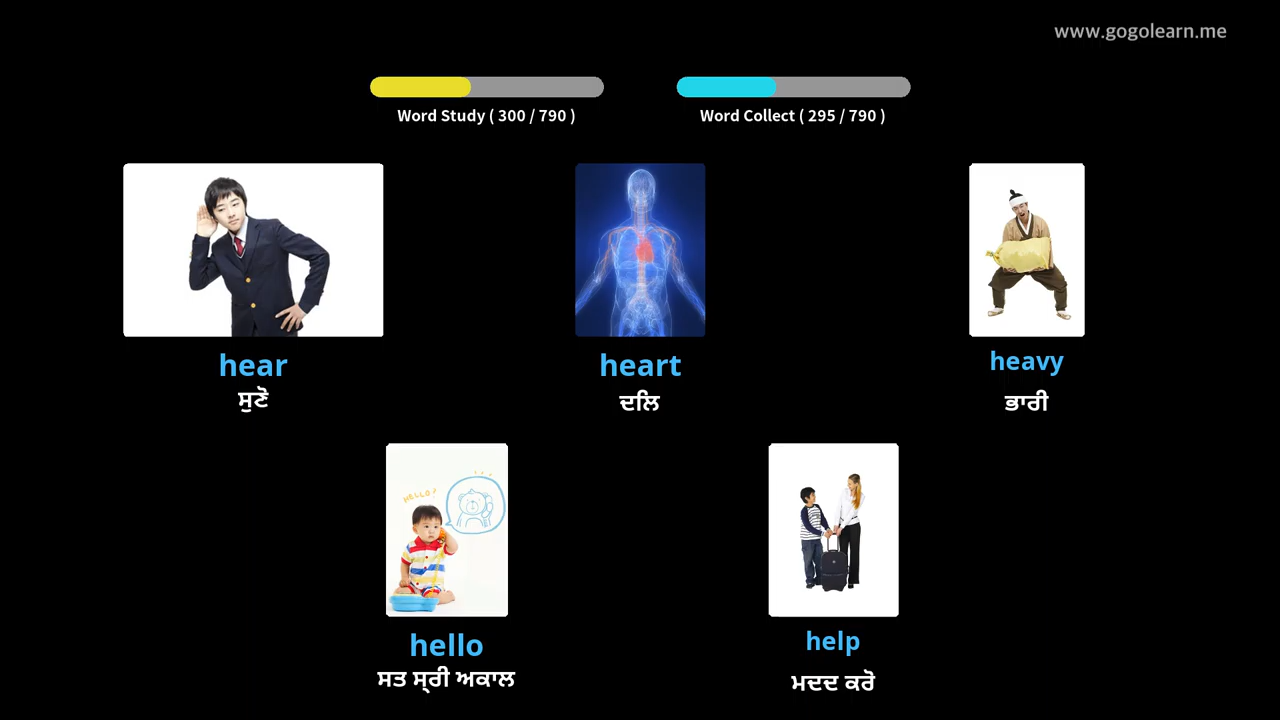 www.gogolearn.me
Word Study ( 300 / 790 )
Word Collect ( 295 / 790 )
hear
ਸੁਣੋ
heart
ਦਲਿ
heavy
ਭਾਰੀ
HELLO!
hello
ਸਤ ਸ੍ਰੀ ਅਕਾਲ
help
ਮਦਦ ਕਰੋ